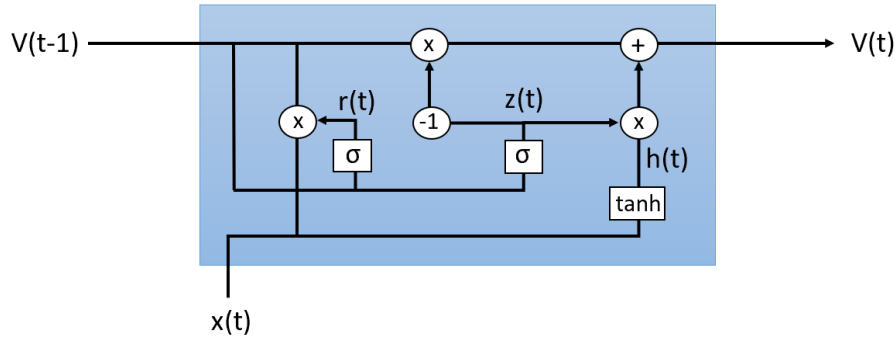 V(t-1)
x
+
V(t)
x
r(t)
-1
z(t)
x
σ
σ
h(t)
tanh
x(t)